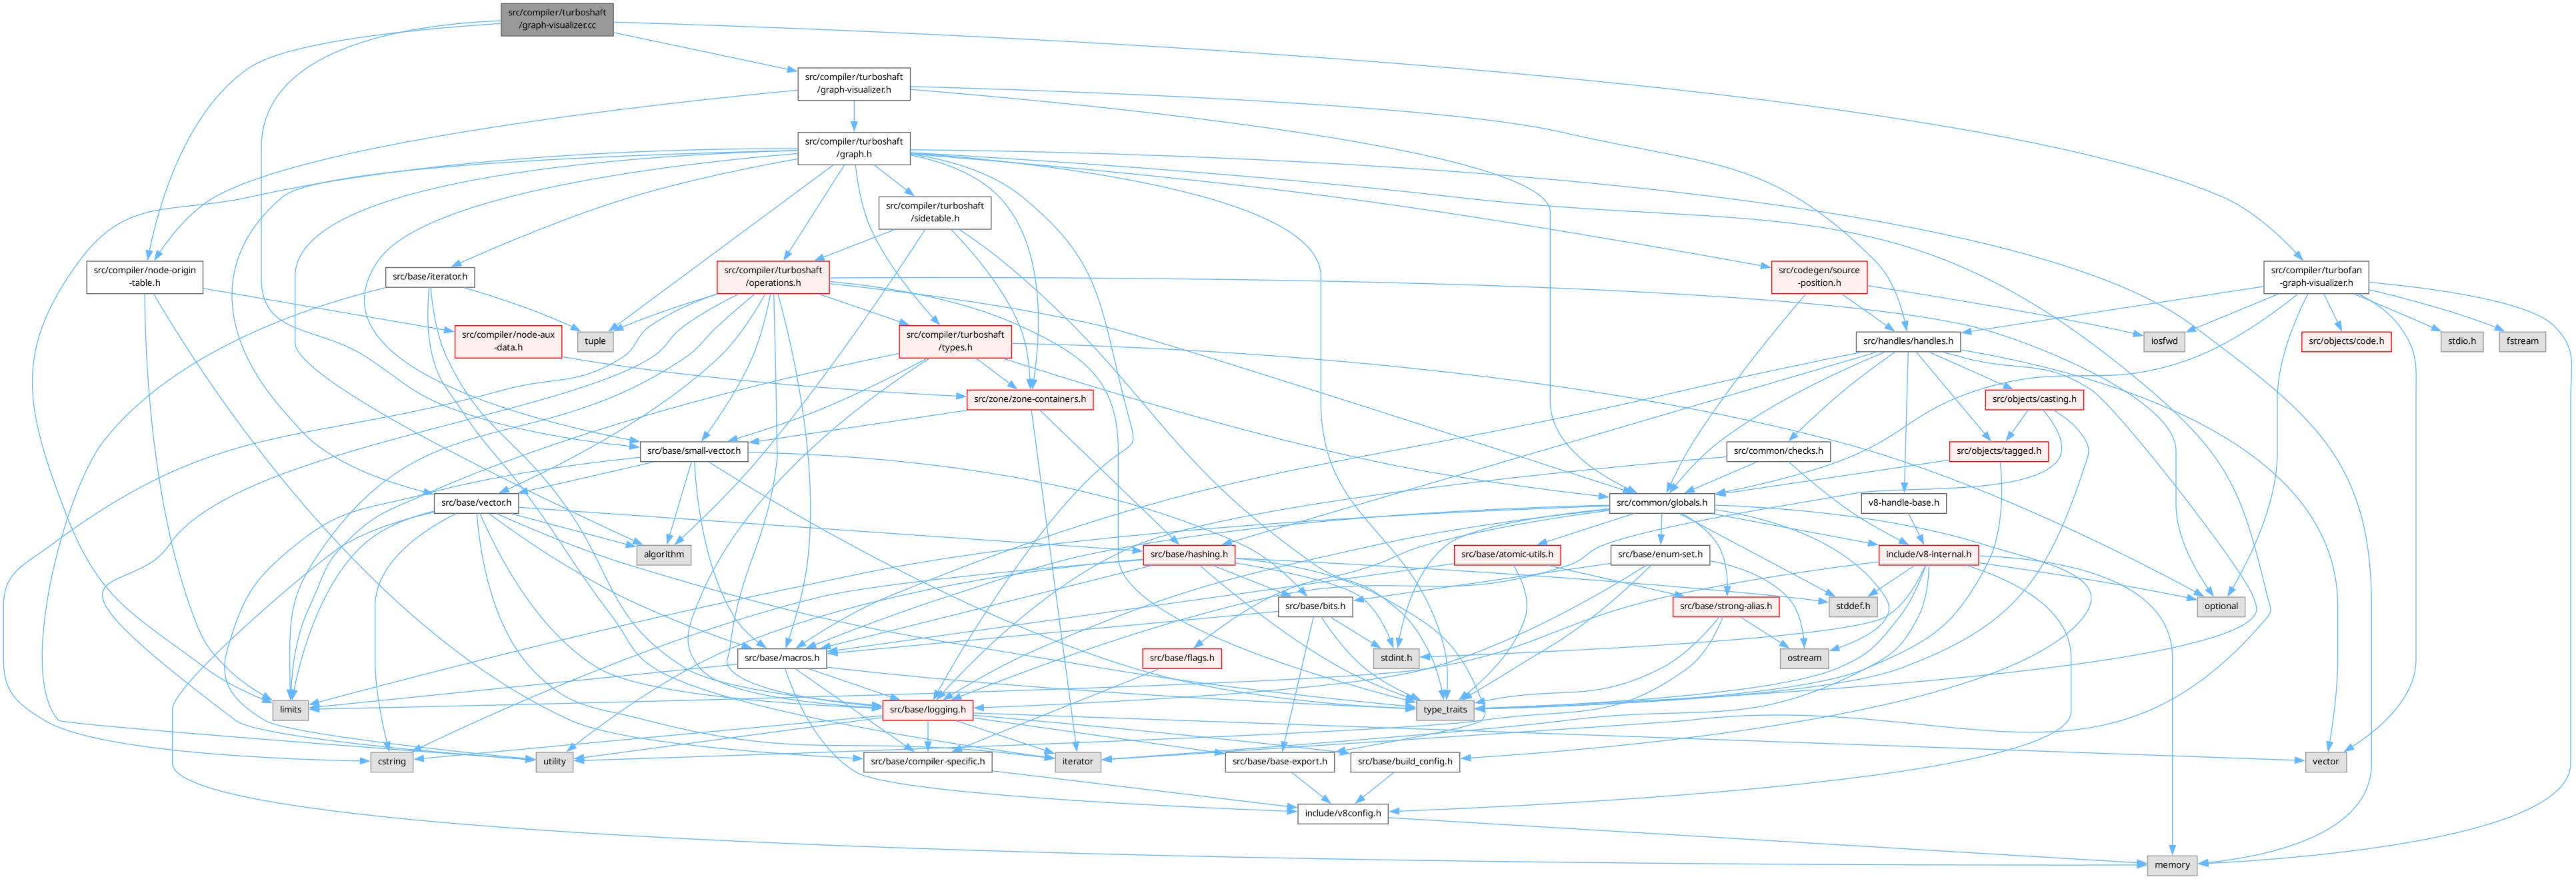 src/compiler/turboshaft
/graph-visualizer.cc
src/compiler/turboshaft
/graph-visualizer.h
src/compiler/turboshaft
/graph.h
src/compiler/turboshaft
/sidetable.h
src/compiler/node-origin
-table.h
src/base/iterator.h
src/compiler/turboshaft
/operations.h
src/codegen/source
-position.h
src/compiler/turbofan
-graph-visualizer.h
src/compiler/node-aux
-data.h
tuple
src/compiler/turboshaft
/types.h
src/handles/handles.h
iosfwd
src/objects/code.h
stdio.h
fstream
src/zone/zone-containers.h
src/objects/casting.h
src/base/small-vector.h
src/common/checks.h
src/objects/tagged.h
src/base/vector.h
src/common/globals.h
v8-handle-base.h
algorithm
src/base/hashing.h
src/base/atomic-utils.h
src/base/enum-set.h
include/v8-internal.h
src/base/bits.h
src/base/strong-alias.h
stddef.h
optional
src/base/macros.h
src/base/flags.h
stdint.h
ostream
limits
src/base/logging.h
type_traits
cstring
utility
src/base/compiler-specific.h
iterator
src/base/base-export.h
src/base/build_config.h
vector
include/v8config.h
memory